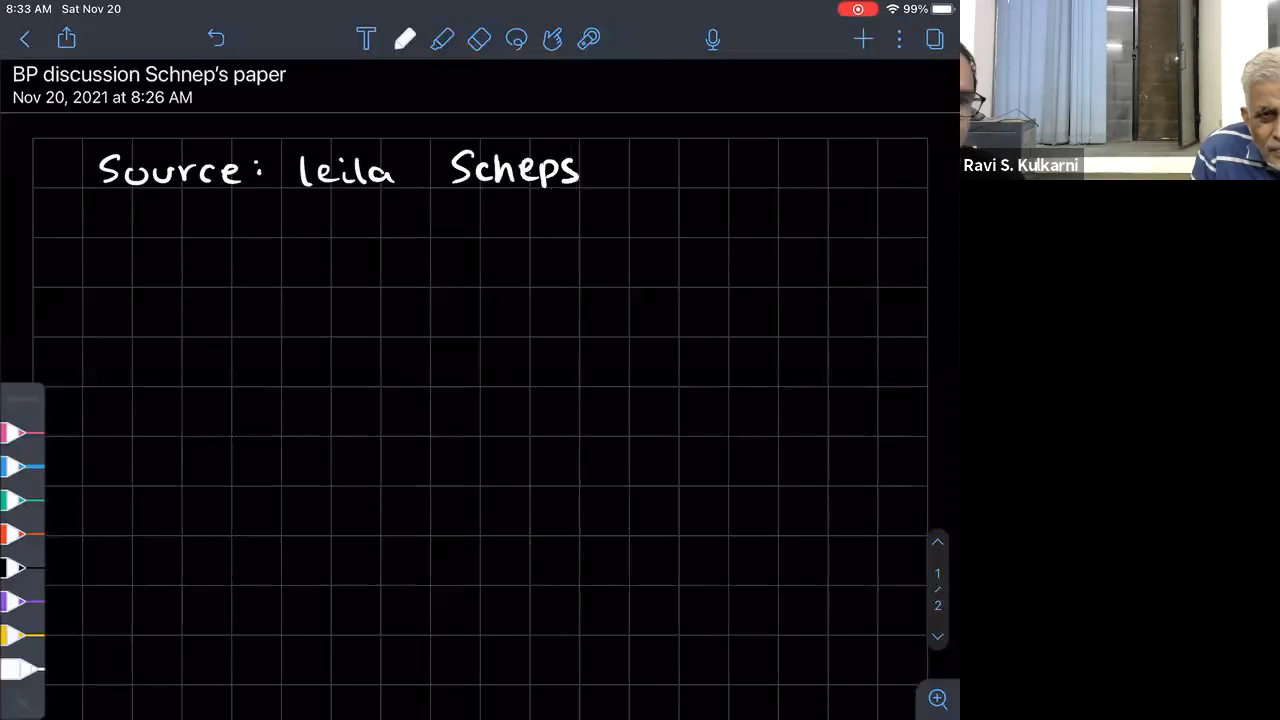 8:33 AM Sat Nov 20
99%
BP discussion Schnep's paper
Nov 20, 2021 at 8:26 AM
Source: leila Scheps
Ravi S. Kulkarni
1
/
2